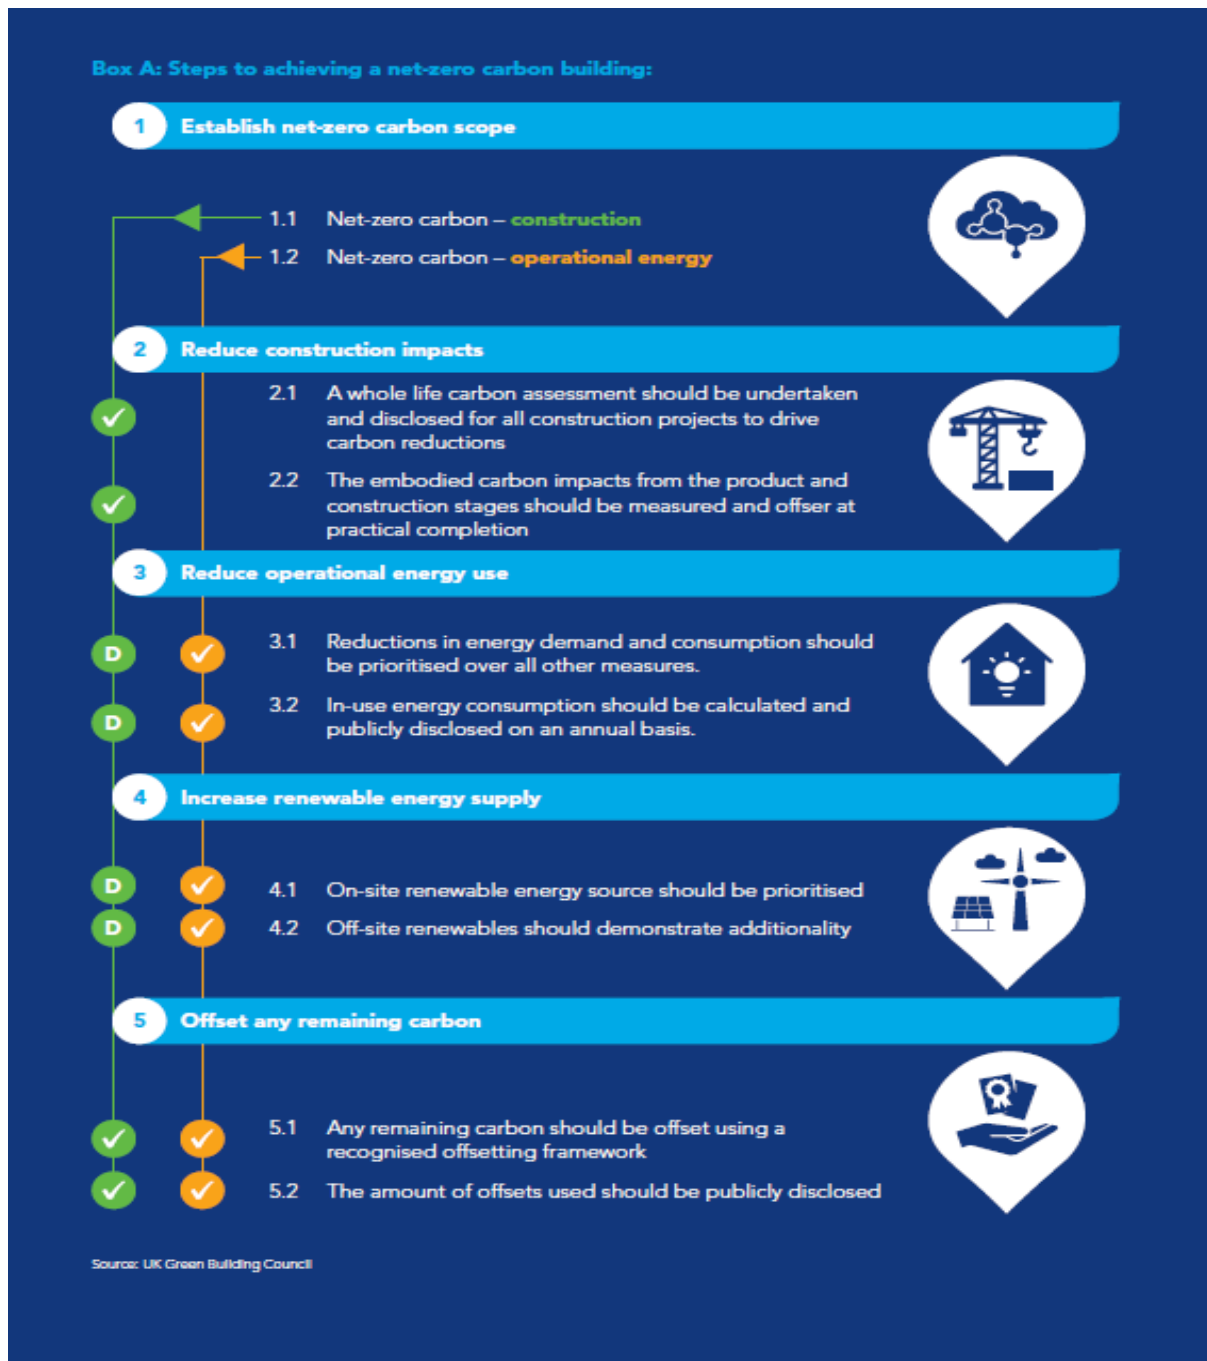 Box A: Steps to achieving a net-zero carbon building:
1 Establish net-zero carbon scope
1.1 Net-zero carbon – construction
1.2 Net-zero carbon – operational energy
2 Reduce construction impacts
2.1 A whole life carbon assessment should be undertaken
and disclosed for all construction projects to drive
carbon reductions
2.2 The embodied carbon impacts from the product and
construction stages should be measured and offser at
practical completion
3 Reduce operational energy use
D 3.1 Reductions in energy demand and consumption should
be prioritised over all other measures.
D 3.2 In-use energy consumption should be calculated and
publicly disclosed on an annual basis.
4 Increase renewable energy supply
D 4.1 On-site renewable energy source should be prioritised
D 4.2 Off-site renewables should demonstrate additionality
5 Offset any remaining carbon
5.1 Any remaining carbon should be offset using a
recognised offsetting framework
5.2 The amount of offsets used should be publicly disclosed
Source: UK Green Building Council